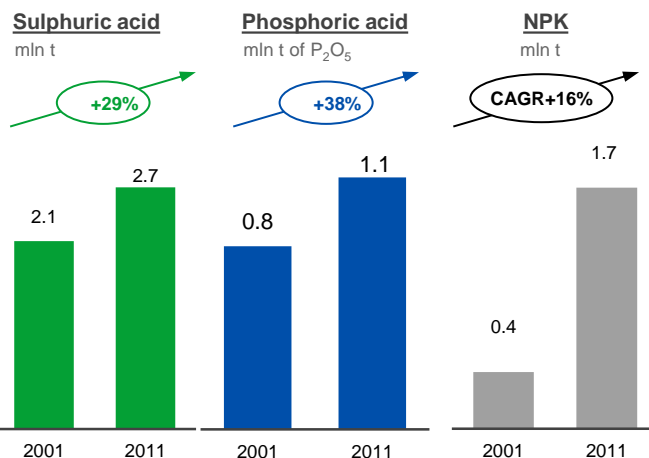 Sulphuric acid
mln t
+29%
2.1
2.7
2001
2011
Phosphoric acid
mln t of P₂O₅
+38%
0.8
1.1
2001
2011
NPK
mln t
CAGR+16%
0.4
1.7
2001
2011